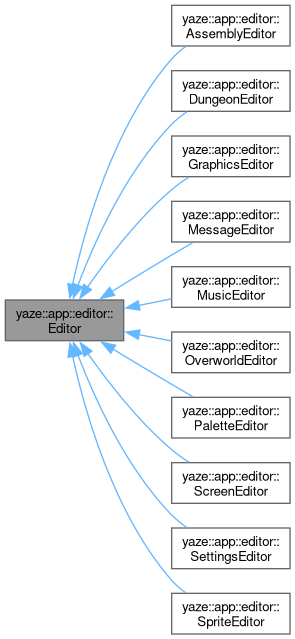 yaze::app::editor::
AssemblyEditor
yaze::app::editor::
DungeonEditor
yaze::app::editor::
GraphicsEditor
yaze::app::editor::
MessageEditor
yaze::app::editor::
MusicEditor
yaze::app::editor::
Editor
yaze::app::editor::
OverworldEditor
yaze::app::editor::
PaletteEditor
yaze::app::editor::
ScreenEditor
yaze::app::editor::
SettingsEditor
yaze::app::editor::
SpriteEditor